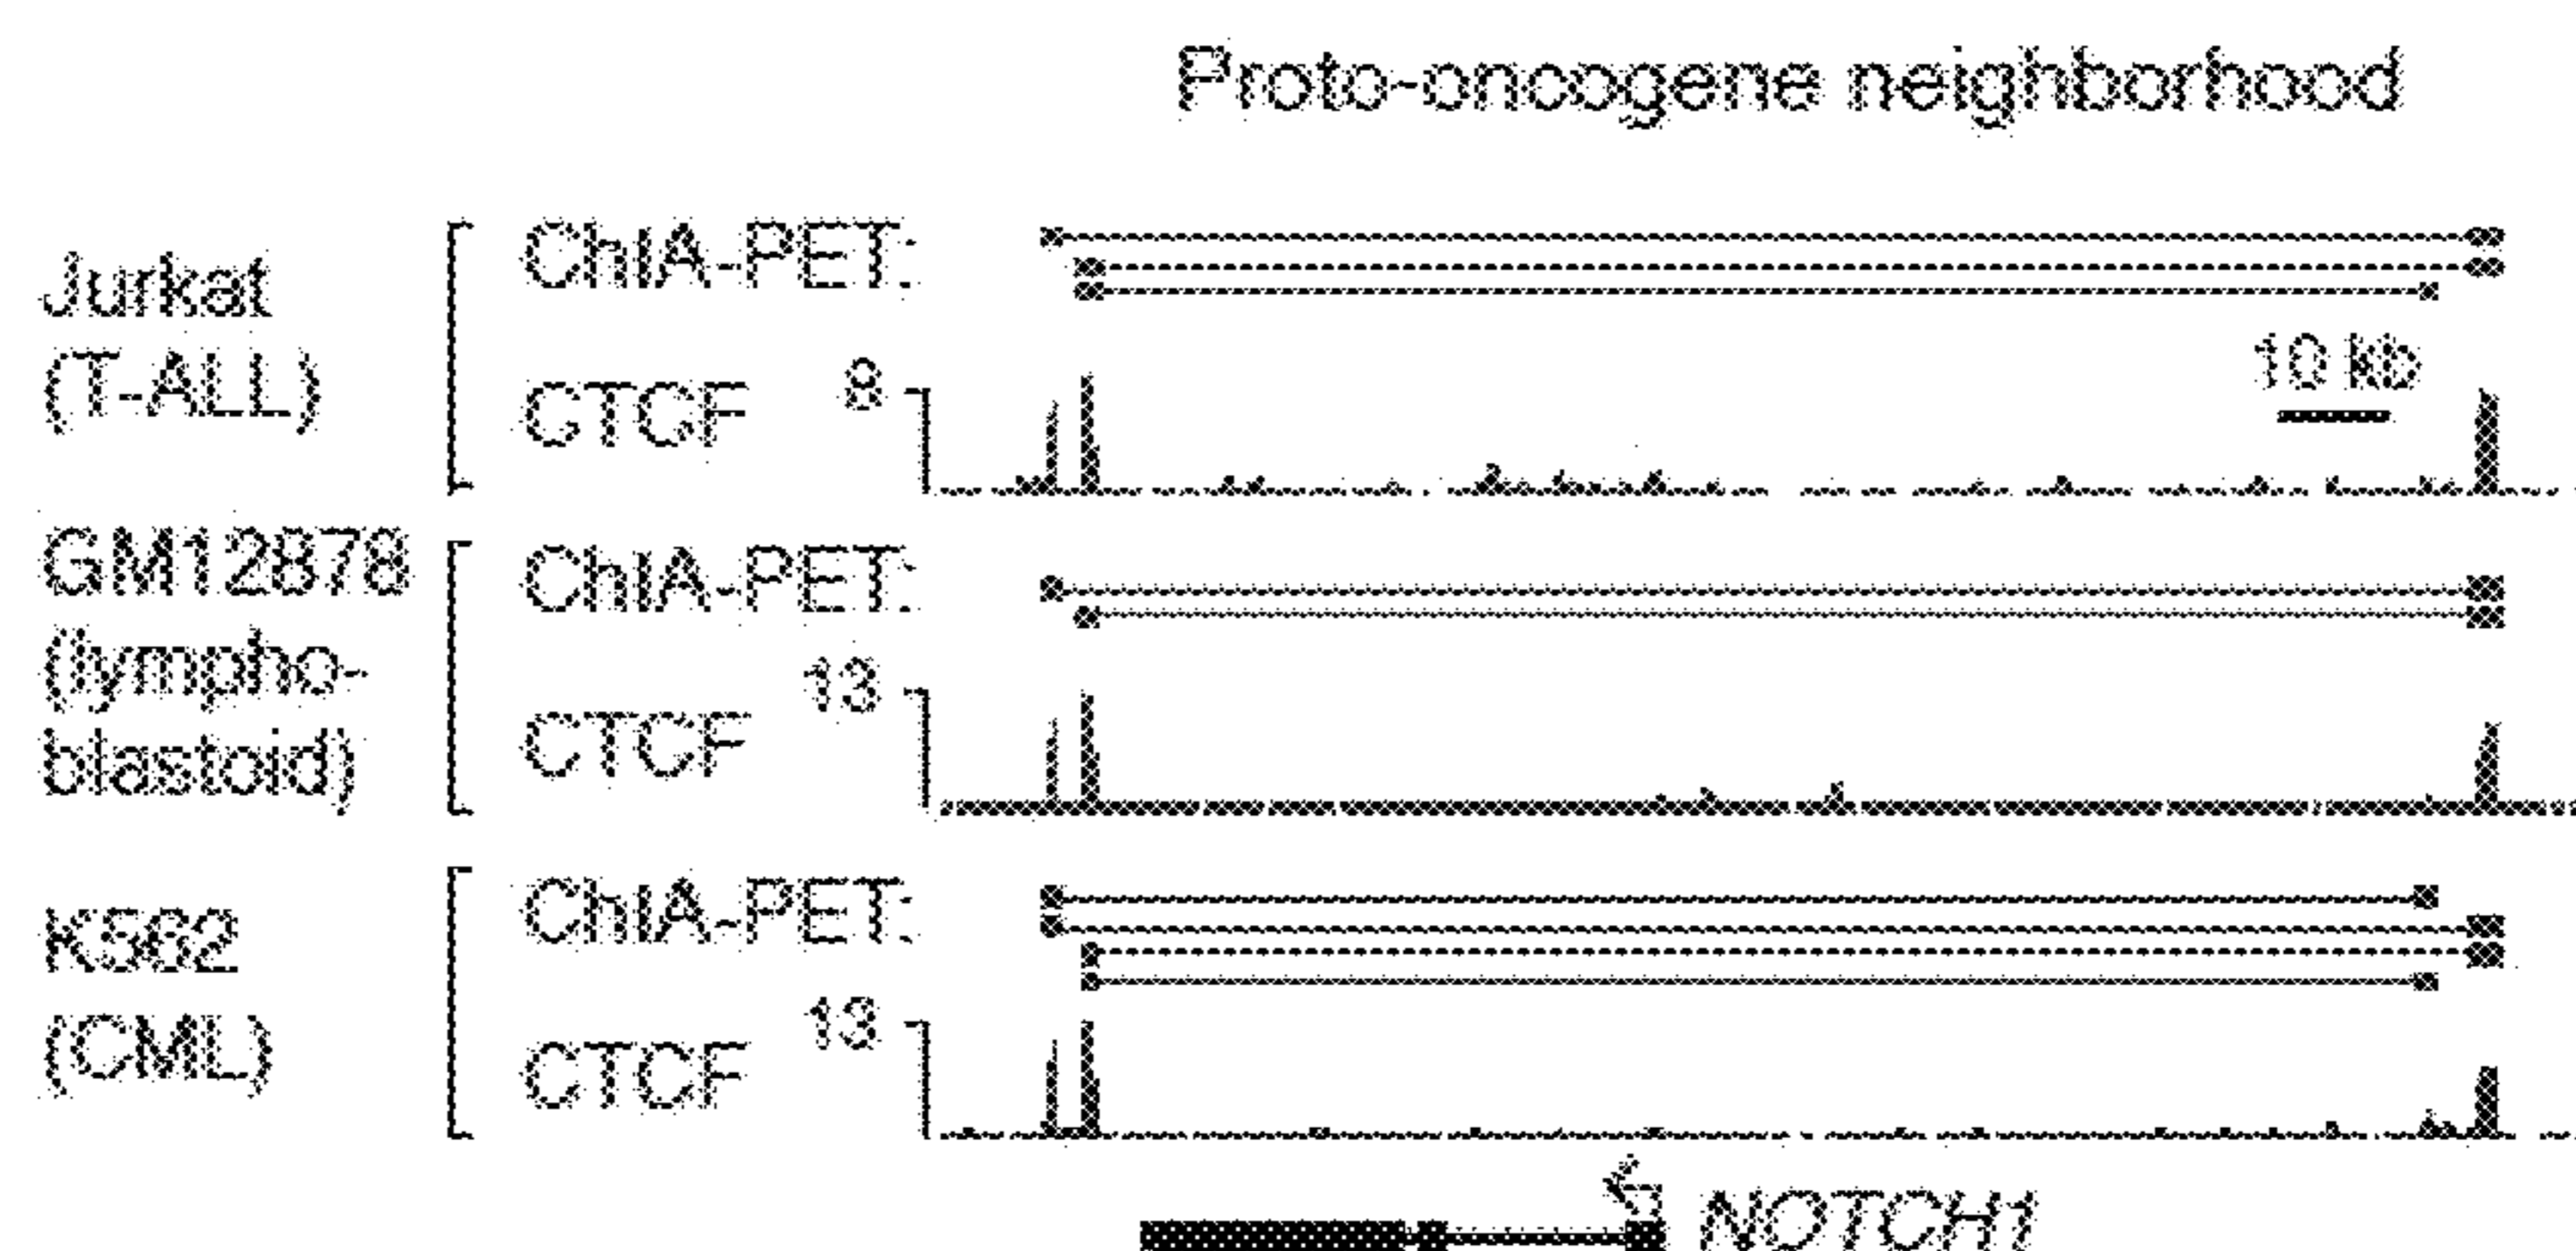 Proto-oncogene neighborhood
Jurkat
(T-ALL)
ChIA-PET:
CTCF
8
10 kb
GM12878
(lympho-
blastoid)
ChIA-PET:
CTCF
13
K562
(CML)
ChIA-PET:
CTCF
13
NOTCH1